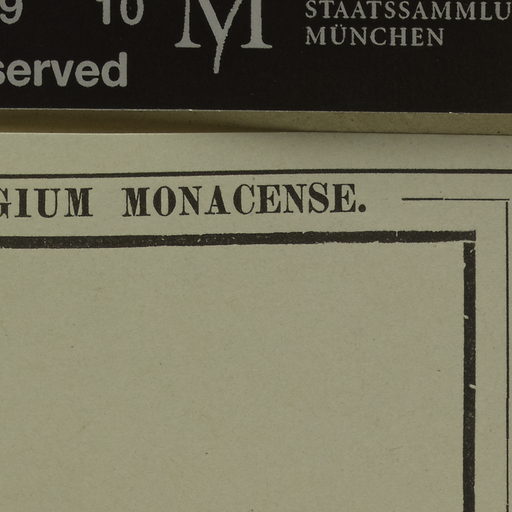 9 10
STAATSSAMMLU
MÜNCHEN
served
GIUM MONACENSE.